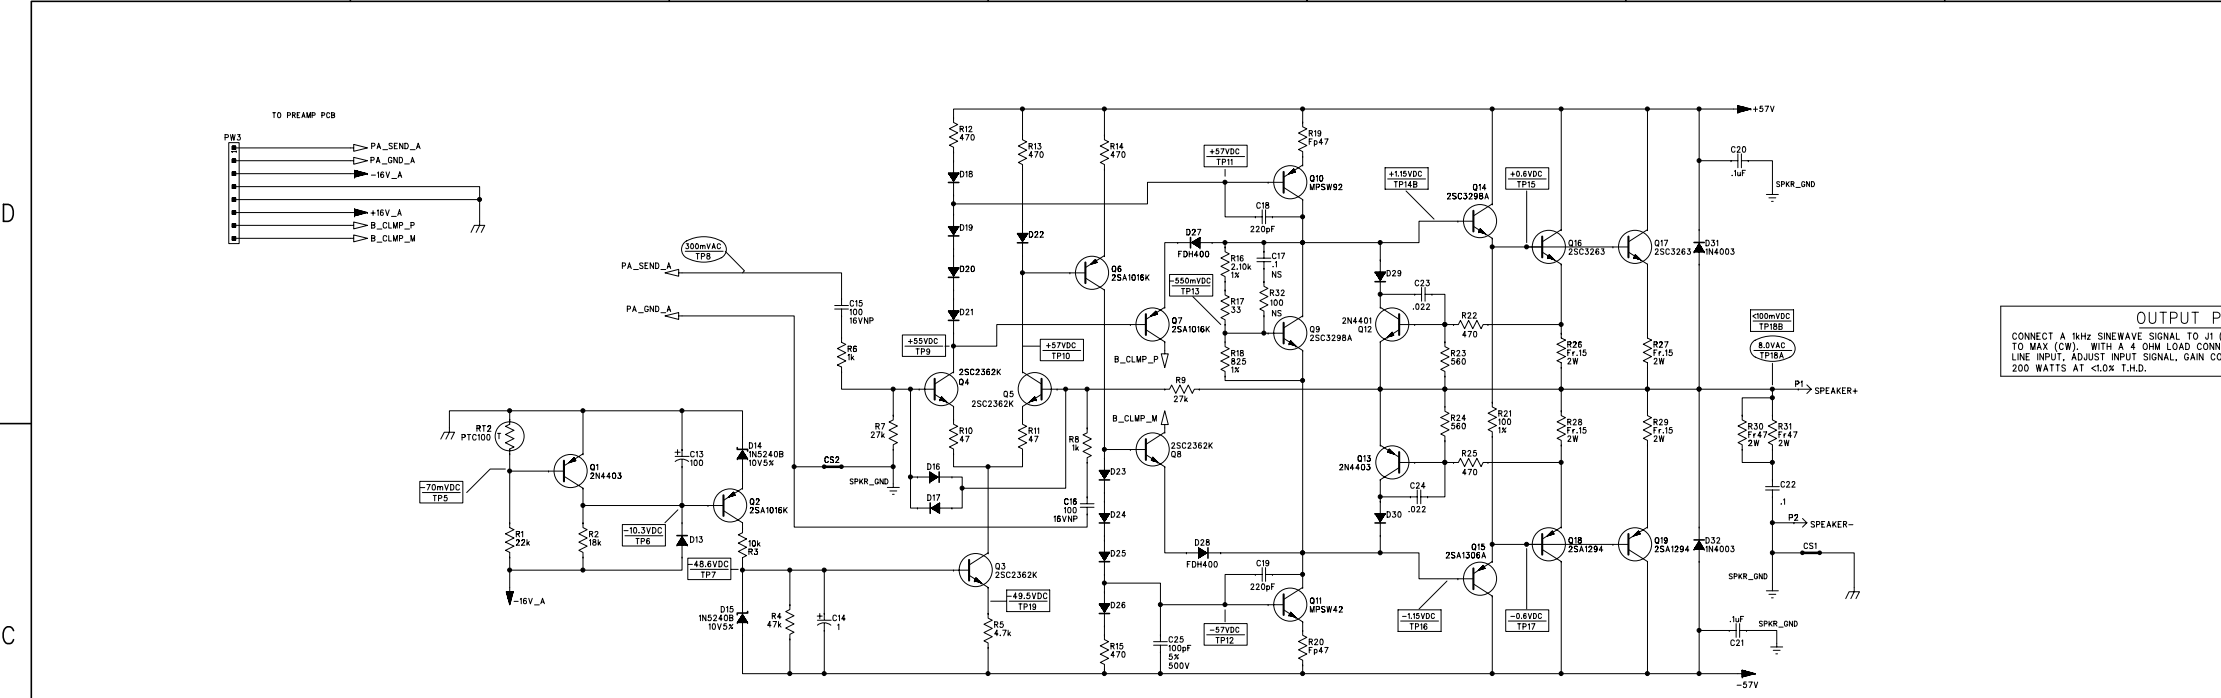 TO PREAMP PCB
PW3
1
PA_SEND_A
PA_GND_A
-16V_A
+16V_A
B_CLMP_P
B_CLMP_M
D
C
300mVAC
TP8
PA_SEND_A
PA_GND_A
C15
100
16VNP
R6
1k
R12
470
D18
D19
D20
D21
+55VDC
TP9
2SC2362K
Q4
R13
470
D22
+57VDC
TP10
Q5
2SC2362K
R14
470
Q6
2SA1016K
+57VDC
TP11
R19
Fp47
Q10
MPSW92
C18
220pF
D27
FDH400
R16
2.10k
1%
C17
.1
NS
-550mVDC
TP13
R17
33
R32
100
NS
Q7
2SA1016K
B_CLMP_P
R18
825
1%
Q9
2SC3298A
+1.15VDC
TP14B
Q14
2SC3298A
+0.6VDC
TP15
Q16
2SC3263
Q17
2SC3263
D31
1N4003
+57V
C20
.1uF
SPKR_GND
D29
C23
.022
2N4401
Q12
R22
470
R23
560
R26
Fr.15
2W
R27
Fr.15
2W
<100mVDC
TP18B
8.0VAC
TP18A
P1
SPEAKER+
OUTPUT P
CONNECT A 1kHz SINEWAVE SIGNAL TO J1 (
TO MAX (CW). WITH A 4 OHM LOAD CONN
LINE INPUT, ADJUST INPUT SIGNAL, GAIN CO
200 WATTS AT <1.0% T.H.D.
RT2
PTC100
T
-70mVDC
TP5
Q1
2N4403
R1
22k
R2
18k
-16V_A
C13
100
D14
1N5240B
10V5%
Q2
2SA1016K
-10.3VDC
TP6
D13
10k
R3
-48.6VDC
TP7
D15
1N5240B
10V5%
R4
47k
C14
1
CS2
R7
27k
SPKR_GND
R10
47
R11
47
D16
D17
R8
1k
R9
27k
C16
100
16VNP
Q3
2SC2362K
-49.5VDC
TP19
R5
4.7k
B_CLMP_M
2SC2362K
Q8
D23
D24
D25
D26
R15
470
D28
FDH400
C19
220pF
Q11
MPSW42
-57VDC
TP12
C25
100pF
5%
500V
R20
Fp47
R24
560
R21
100
1%
R28
Fr.15
2W
R29
Fr.15
2W
Q13
2N4403
R25
470
C24
.022
D30
Q15
2SA1306A
Q18
2SA1294
Q19
2SA1294
D32
1N4003
-1.15VDC
TP16
-0.6VDC
TP17
R30
Fr47
2W
R31
Fr47
2W
C22
.1
P2
SPEAKER-
CS1
SPKR_GND
.1uF
C21
SPKR_GND
-57V